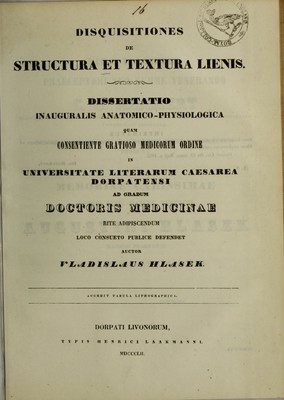 16
DISQUISITIONES
DE
STRUCTURA ET TEXTURA LIENIS.
DISSERTATIO
INAUGURALIS ANATOMICO-PHYSIOLOGICA
QUAM
CONSENTIENTE GRATIOSO MEDICORUM ORDINE
IN
UNIVERSITATE LITERARUM CAESAREA
DORPATENSI
AD GRADUM
DOCTORIS MEDICINAE
RITE ADIPISCENDUM
LOCO CONSUETO PUBLICE DEFENDET
AUCTOR
VLADISLAUS HLASEK.
ACCEDIT TABULA LITHOGRAPHICA.
DORPATI LIVONORUM,
TYPIS HENRICI LAAKMANNI.
MDCCCLII.